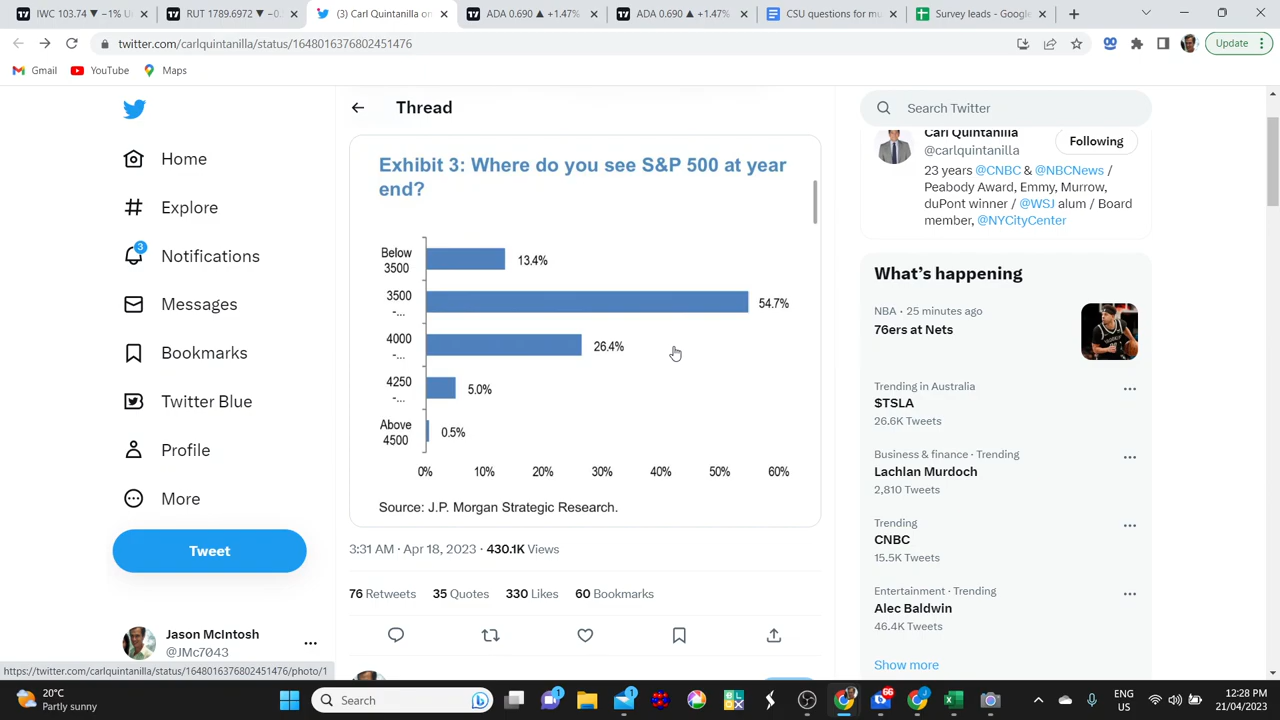 IWC 103.74 ▼ −1% U
RUT 1789.6972 ▼ −0.
(3) Carl Quintanilla on
ADA 0.690 ▲ +1.47%
ADA 0.690 ▲ +1.41%
CSU questions for m
Survey leads - Google
twitter.com/carlquintanilla/status/1648016376802451476
Update
Gmail
YouTube
Maps
Home
Explore
3
Notifications
Messages
Bookmarks
Twitter Blue
Profile
More
Tweet
Jason McIntosh
@JMc7043
https://twitter.com/carlquintanilla/status/1648016376802451476/photo/1
Thread
Exhibit 3: Where do you see S&P 500 at year
end?
Below
3500
13.4%
3500
-...
54.7%
4000
-...
26.4%
4250
-...
5.0%
Above
4500
0.5%
0% 10% 20% 30% 40% 50% 60%
Source: J.P. Morgan Strategic Research.
3:31 AM · Apr 18, 2023 · 430.1K Views
76 Retweets 35 Quotes 330 Likes 60 Bookmarks
Search Twitter
Carl Quintanilla
@carlquintanilla
Following
23 years @CNBC & @NBCNews /
Peabody Award, Emmy, Murrow,
duPont winner / @WSJ alum / Board
member, @NYCityCenter
What’s happening
NBA · 25 minutes ago
76ers at Nets
Trending in Australia
$TSLA
26.6K Tweets
Business & finance · Trending
Lachlan Murdoch
2,810 Tweets
Trending
CNBC
15.5K Tweets
Entertainment · Trending
Alec Baldwin
46.4K Tweets
Show more
20°C
Partly sunny
Search
1
1
66
ENG
US
12:28 PM
21/04/2023